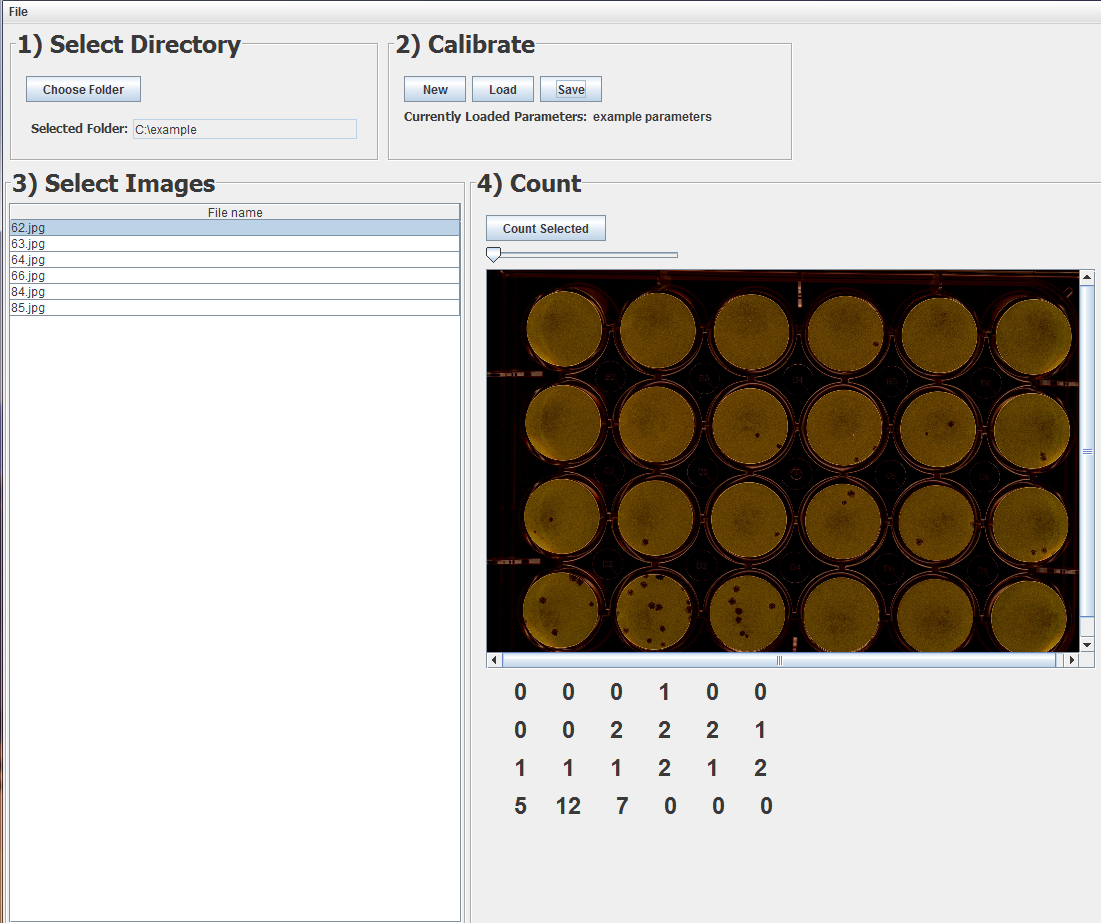 File
1) Select Directory
Choose Folder
Selected Folder: C:\example
2) Calibrate
New Load Save
Currently Loaded Parameters: example parameters
3) Select Images
File name
62.jpg
63.jpg
64.jpg
66.jpg
84.jpg
85.jpg
4) Count
Count Selected
0 0 0 1 0 0
0 0 2 2 2 1
1 1 1 2 1 2
5 12 7 0 0 0